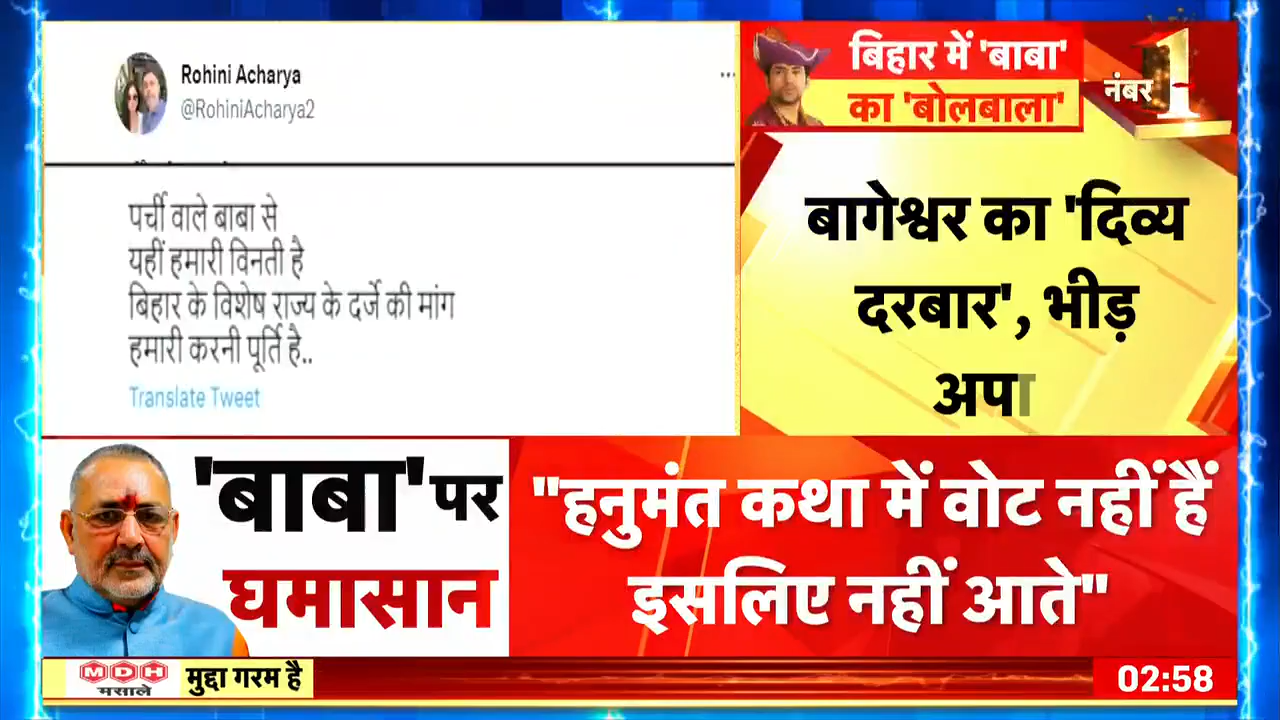 Rohini Acharya
@RohiniAcharya2
पर्ची वाले बाबा से
यहीं हमारी विनती है
बिहार के विशेष राज्य के दर्जे की मांग
हमारी करनी पूर्ति है..
Translate Tweet
बिहार में 'बाबा'
का 'बोलबाला'
नंबर 1
बागेश्वर का 'दिव्य
दरबार', भीड़
अपा
'बाबा' पर
घमासान
"हनुमंत कथा में वोट नहीं हैं
इसलिए नहीं आते"
MDH
मसाले
मुद्दा गरम है
02:58